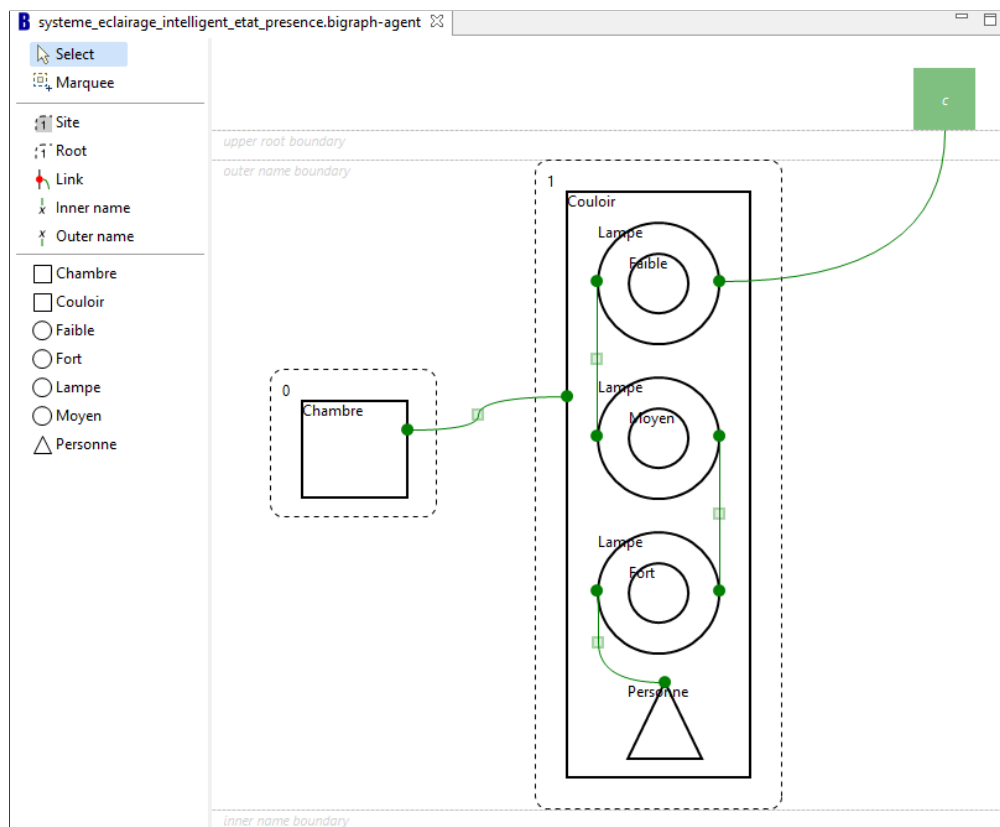 systeme_eclairage_intelligent_etat_presence.bigraph-agent
Select
Marquee
Site
Root
Link
Inner name
Outer name
Chambre
Couloir
Faible
Fort
Lampe
Moyen
Personne
c
upper root boundary
outer name boundary
1
Couloir
Lampe
Faible
Lampe
Moyen
0
Chambre
Lampe
Fort
Personne
inner name boundary